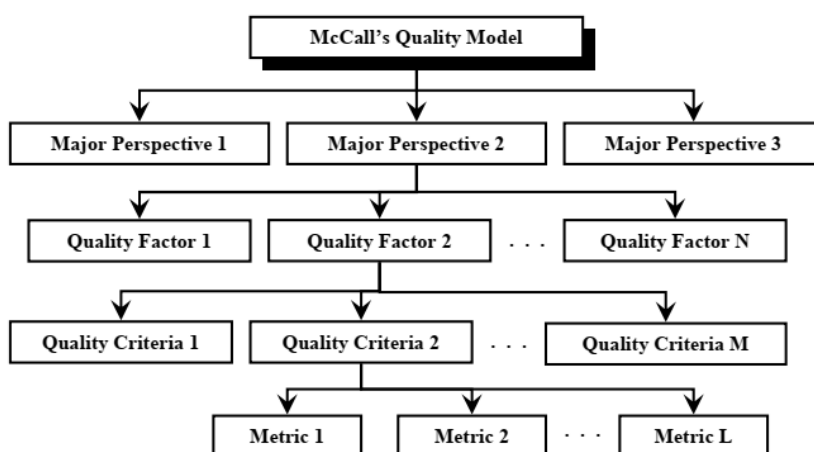 McCall's Quality Model
Major Perspective 1 Major Perspective 2 Major Perspective 3
Quality Factor 1 Quality Factor 2 . . . Quality Factor N
Quality Criteria 1 Quality Criteria 2 . . . Quality Criteria M
Metric 1 Metric 2 . . . Metric L